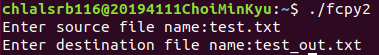 chlalsrb116@20194111ChoiMinKyu:~$ ./fcpy2
Enter source file name:test.txt
Enter destination file name:test_out.txt